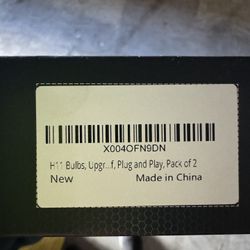 X004OFN9DN
H11 Bulbs, Upgr...f, Plug and Play, Pack of 2
New Made in China